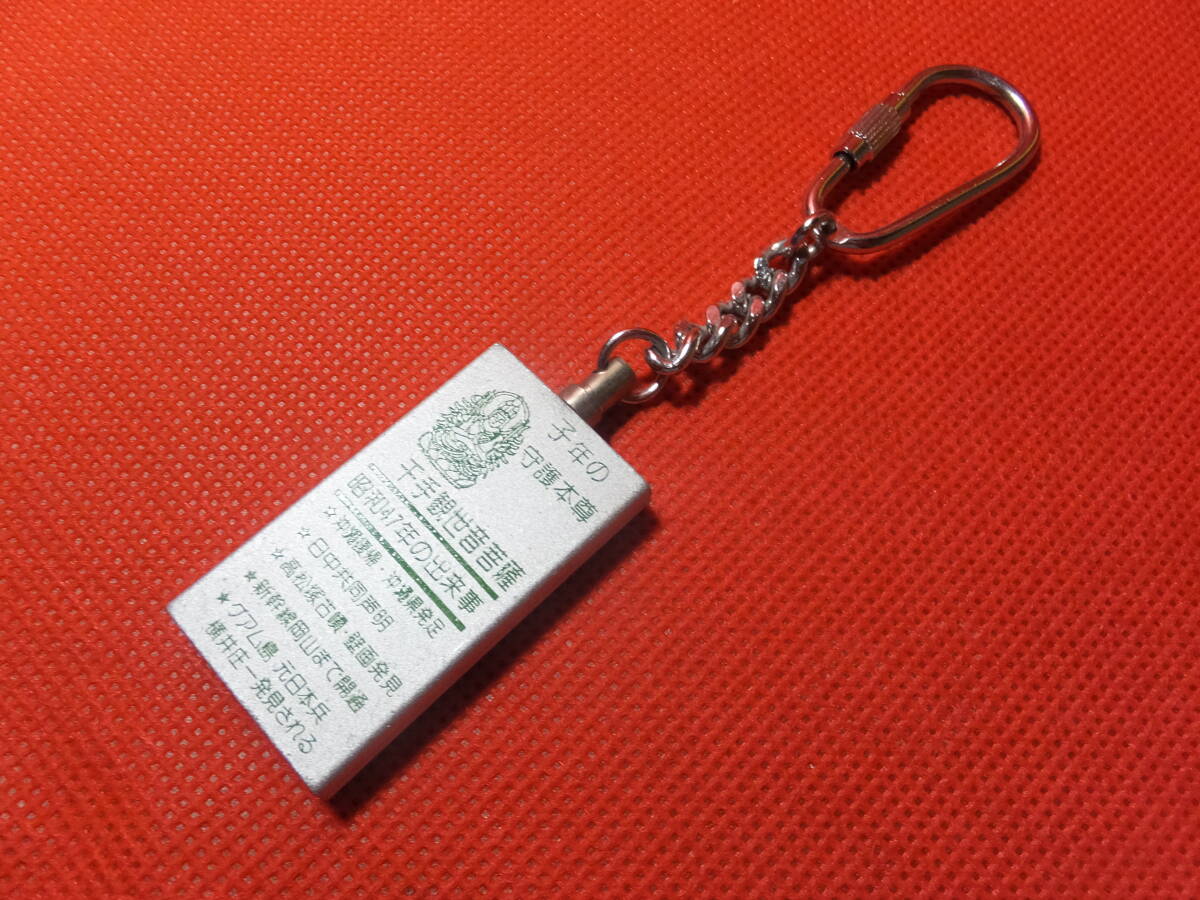 子年の
守護本尊
千手観世音菩薩
昭和47年の出来事
☆沖縄復帰・沖縄県発足
☆日中共同声明
☆高松塚古墳・壁画発見
★新幹線岡山まで開通
★グアム島 元日本兵
横井庄一発見される